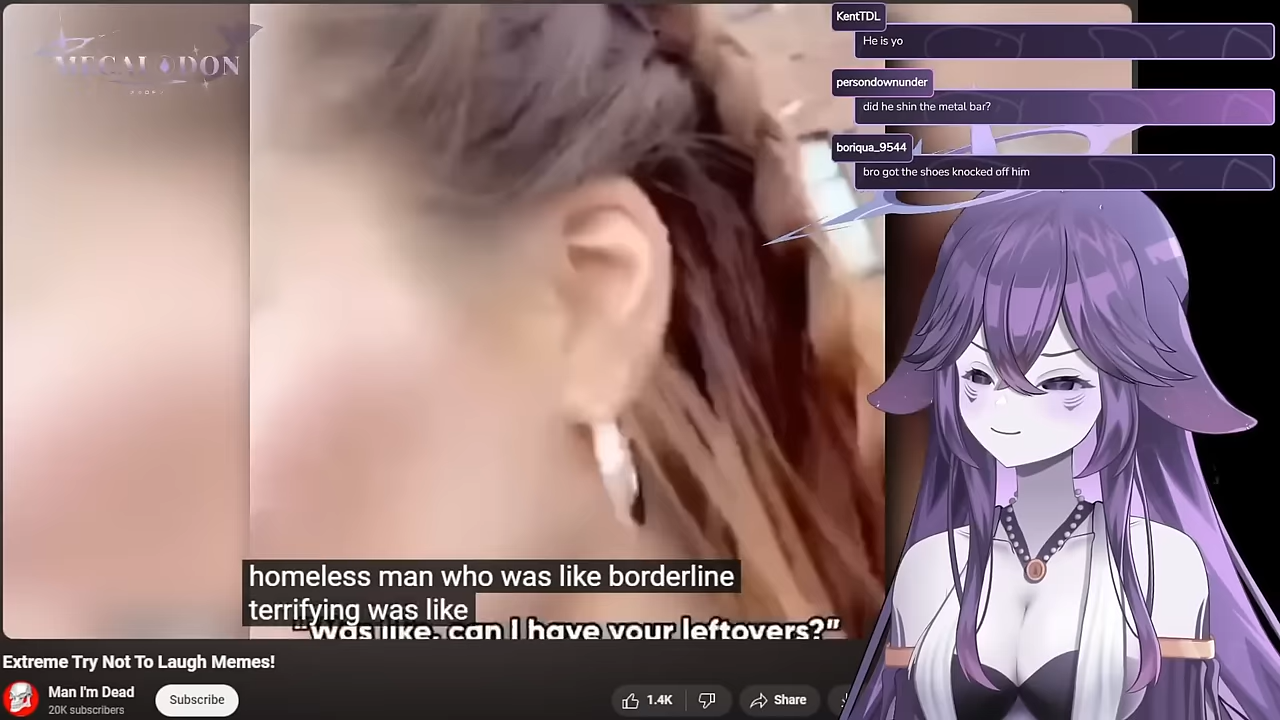 MEGALODON
KentTDL
He is yo
persondownunder
did he shin the metal bar?
boriqua_9544
bro got the shoes knocked off him
homeless man who was like borderline
terrifying was like
"was like, can I have your leftovers?"
Extreme Try Not To Laugh Memes!
Man I'm Dead
20K subscribers
Subscribe
1.4K
Share